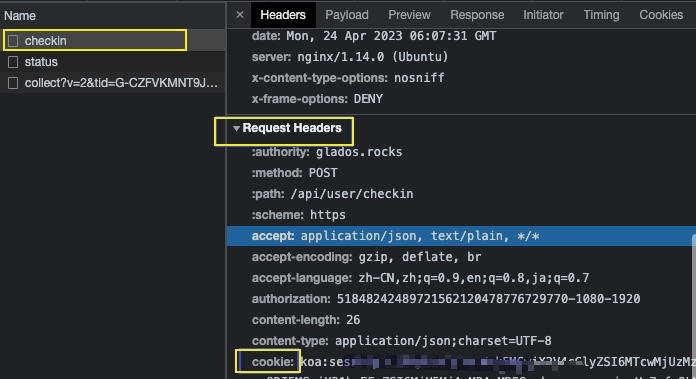 Name
× Headers Payload Preview Response Initiator Timing Cookies
checkin
status
collect?v=2&tid=G-CZFVKMNT9J…
date: Mon, 24 Apr 2023 06:07:31 GMT
server: nginx/1.14.0 (Ubuntu)
x-content-type-options: nosniff
x-frame-options: DENY
Request Headers
:authority: glados.rocks
:method: POST
:path: /api/user/checkin
:scheme: https
accept: application/json, text/plain, */*
accept-encoding: gzip, deflate, br
accept-language: zh-CN,zh;q=0.9,en;q=0.8,ja;q=0.7
authorization: 51848242489721562120478776729770-1080-1920
content-length: 26
content-type: application/json;charset=UTF-8
cookie: koa:ses